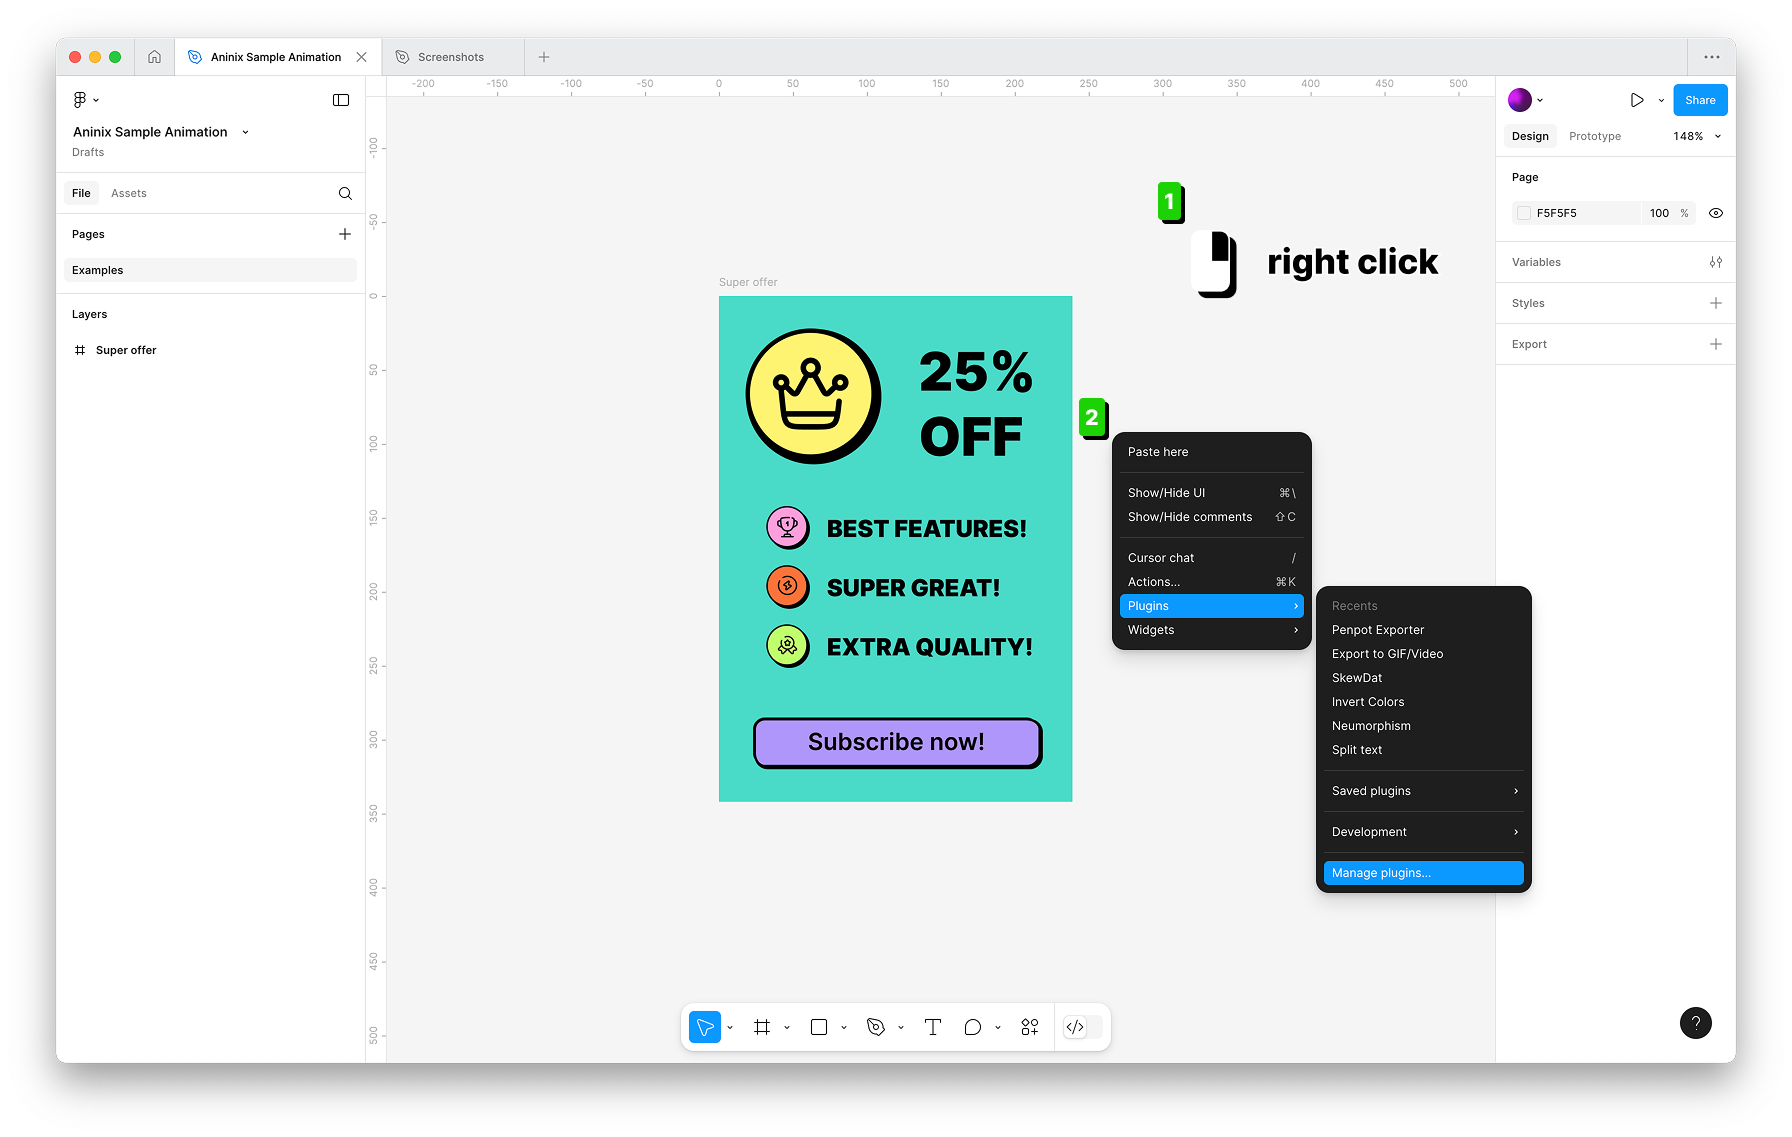 Aninix Sample Animation
Screenshots
Aninix Sample Animation
Drafts
File
Assets
Pages
Examples
Layers
Super offer
-200 -150 -100 -50 0 50 100 150 200 250 300 350 400 450 500
-100
-50
0
50
100
150
200
250
300
350
400
450
500
Super offer
25%
OFF
1
BEST FEATURES!
SUPER GREAT!
EXTRA QUALITY!
Subscribe now!
1
right click
2
Paste here
Show/Hide UI ⌘\
Show/Hide comments ⇧C
Cursor chat /
Actions... ⌘K
Plugins
Widgets
Recents
Penpot Exporter
Export to GIF/Video
SkewDat
Invert Colors
Neumorphism
Split text
Saved plugins
Development
Manage plugins...
Share
Design
Prototype
148%
Page
F5F5F5 100 %
Variables
Styles
Export
?